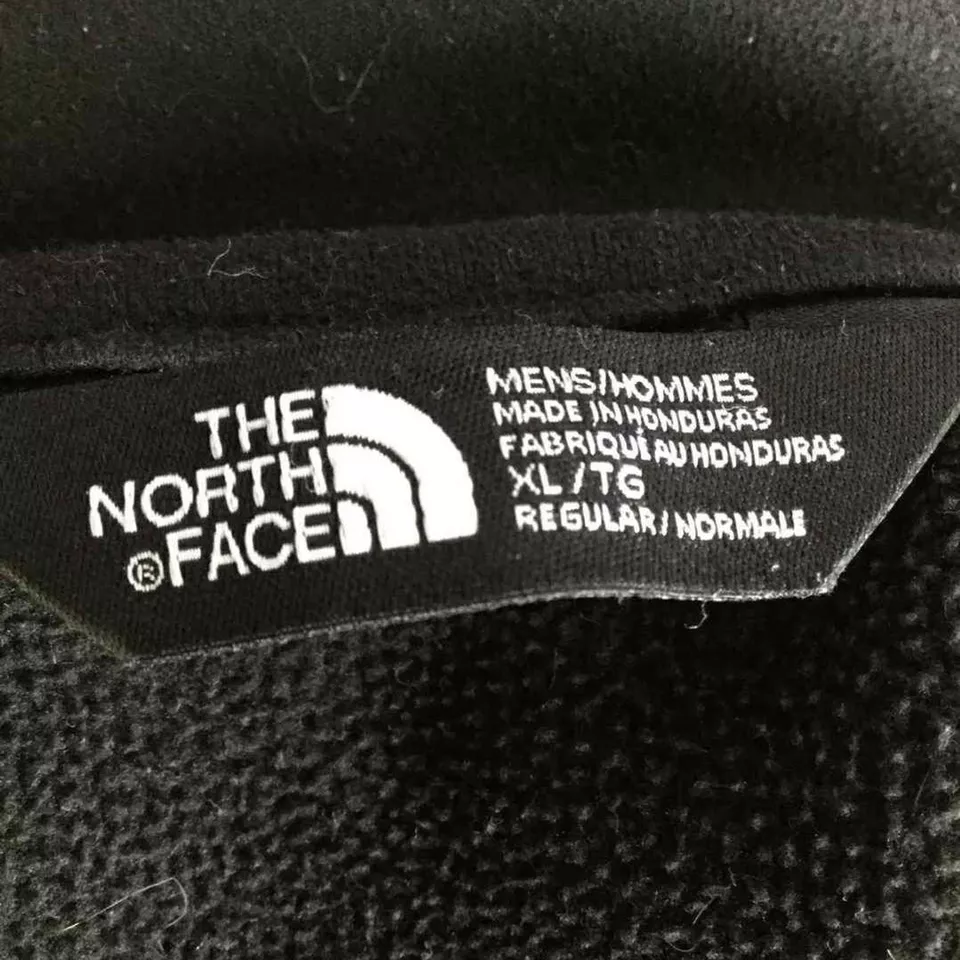 THE
NORTH
®FACE
MENS/HOMMES
MADE IN HONDURAS
FABRIQUÉ AU HONDURAS
XL/TG
REGULAR/NORMALE